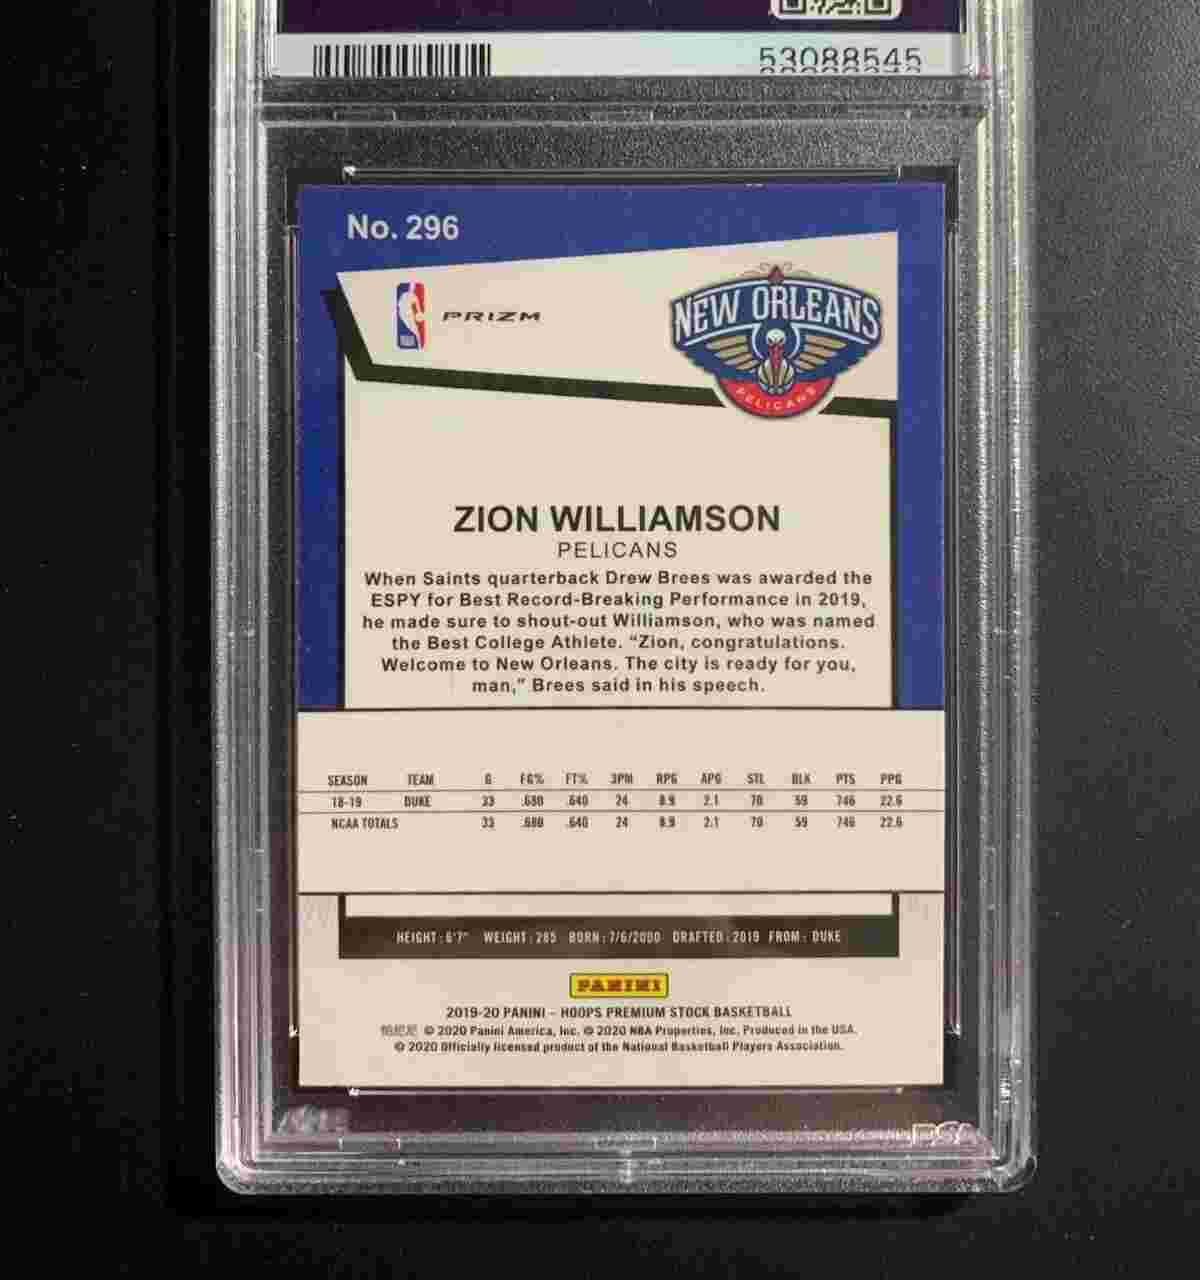 53088545
No. 296
PRIZM
NEW ORLEANS
PELICANS
ZION WILLIAMSON
PELICANS
When Saints quarterback Drew Brees was awarded the
ESPY for Best Record-Breaking Performance in 2019,
he made sure to shout-out Williamson, who was named
the Best College Athlete. “Zion, congratulations.
Welcome to New Orleans. The city is ready for you,
man,” Brees said in his speech.
SEASON TEAM G FG% FT% 3PM RPG APG STL BLK PTS PPG
18-19 DUKE 33 .680 .640 24 8.9 2.1 70 59 746 22.6
NCAA TOTALS 33 .680 .640 24 8.9 2.1 70 59 746 22.6
HEIGHT: 6'7" WEIGHT: 285 BORN: 7/6/2000 DRAFTED: 2019 FROM: DUKE
PANINI
2019-20 PANINI – HOOPS PREMIUM STOCK BASKETBALL
帕尼尼 © 2020 Panini America, Inc. © 2020 NBA Properties, Inc. Produced in the USA.
© 2020 Officially licensed product of the National Basketball Players Association.
PSA